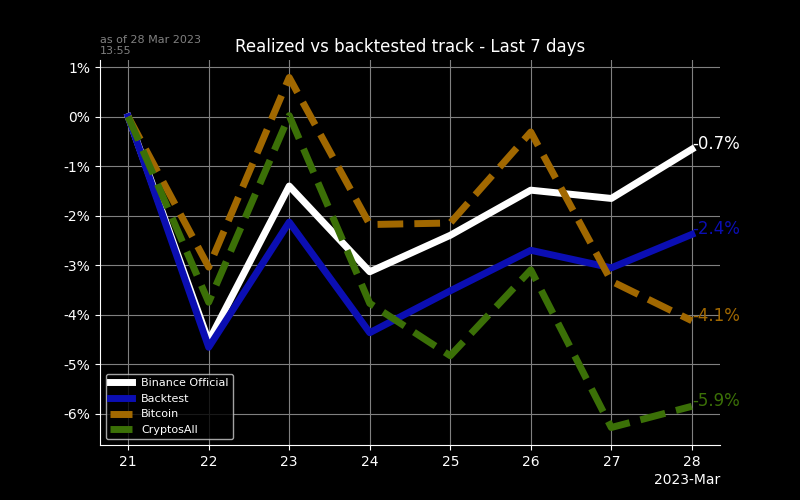 as of 28 Mar 2023
13:55
Realized vs backtested track - Last 7 days
1%
0%
-1%
-2%
-3%
-4%
-5%
-6%
-0.7%
-2.4%
-4.1%
-5.9%
Binance Official
Backtest
Bitcoin
CryptosAll
21 22 23 24 25 26 27 28
2023-Mar